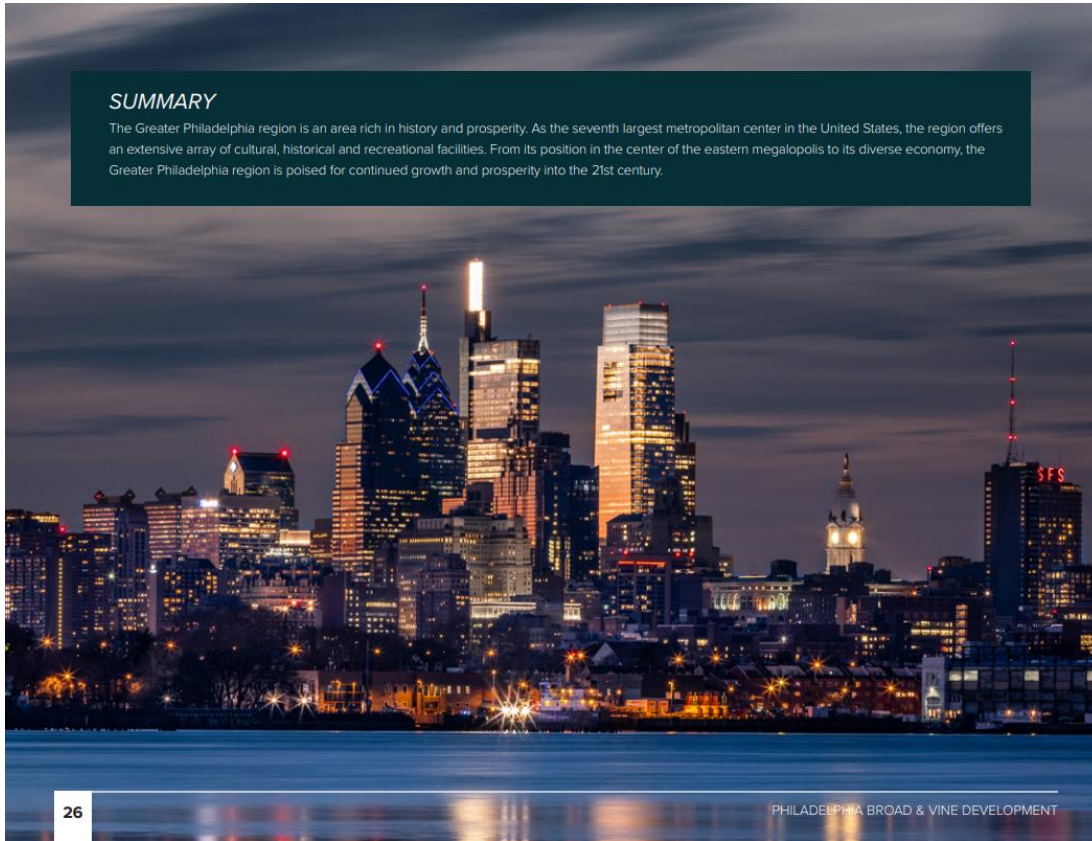 SUMMARY
The Greater Philadelphia region is an area rich in history and prosperity. As the seventh largest metropolitan center in the United States, the region offers
an extensive array of cultural, historical and recreational facilities. From its position in the center of the eastern megalopolis to its diverse economy, the
Greater Philadelphia region is poised for continued growth and prosperity into the 21st century.
SFS
26
PHILADELPHIA BROAD & VINE DEVELOPMENT